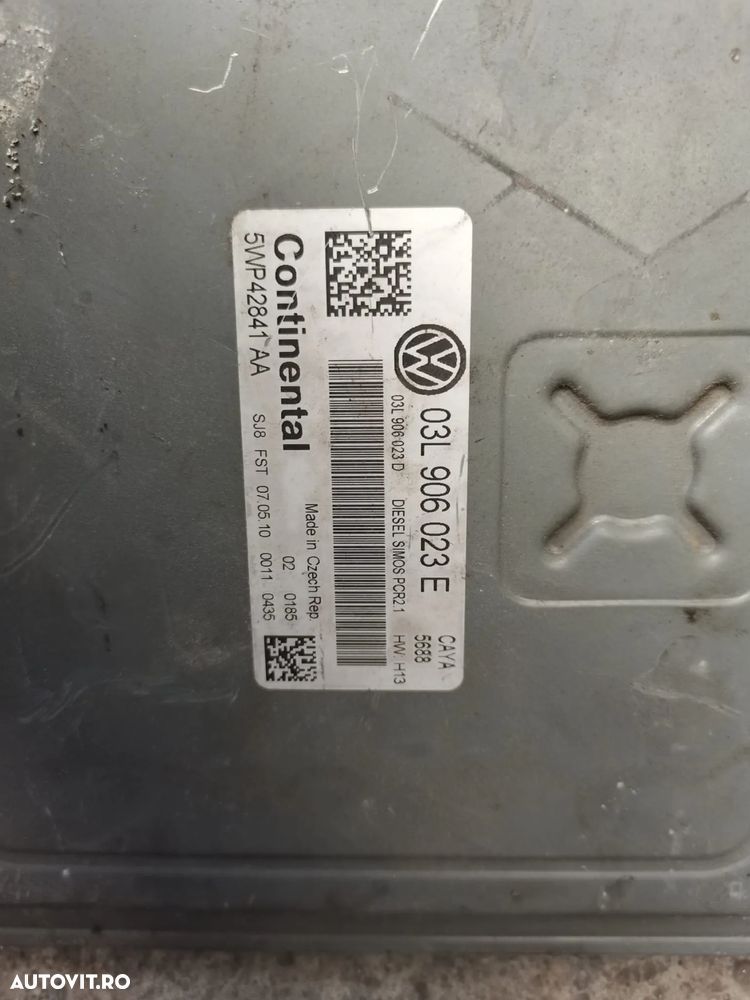 03L 906 023 E CAYA
03L 906 023 D DIESEL SIMOS PCR2.1 5688
HW: H13
Made in Czech Rep.
Continental 02 0185
5WP42841 AA SJ8 FST 07.05.10 0011 0435
AUTOVIT.RO